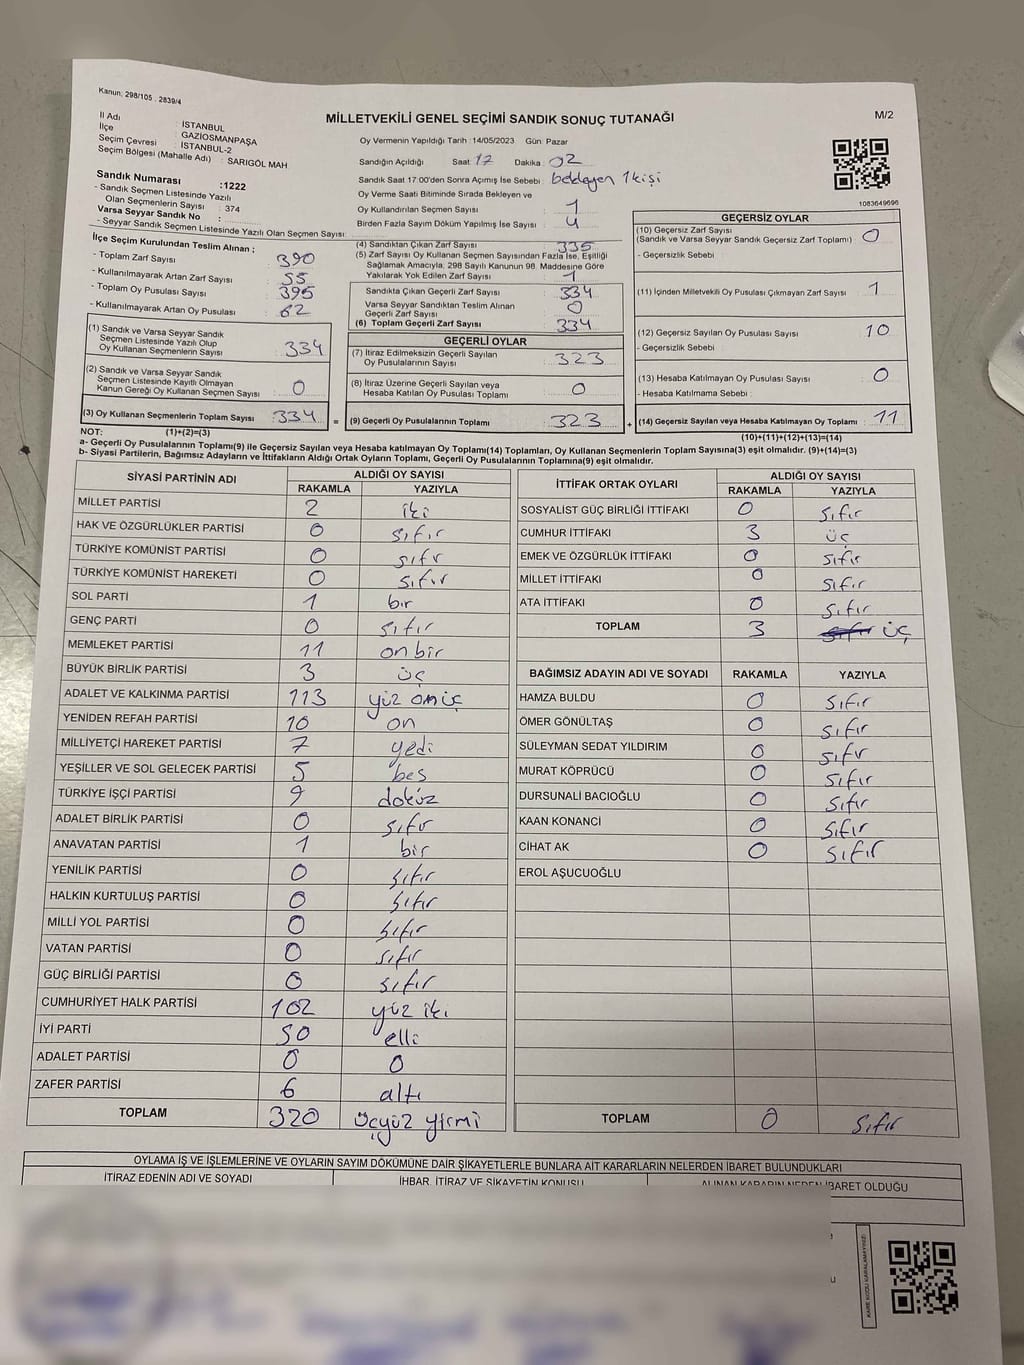 Kanun: 298/105 . 2839/4
MİLLETVEKİLİ GENEL SEÇİMİ SANDIK SONUÇ TUTANAĞI
M/2
İl Adı : İSTANBUL
İlçe : GAZİOSMANPAŞA
Seçim Çevresi : İSTANBUL-2
Seçim Bölgesi (Mahalle Adı) : SARIGÖL MAH
Sandık Numarası :1222
- Sandık Seçmen Listesinde Yazılı
Olan Seçmenlerin Sayısı : 374
Varsa Seyyar Sandık No :
- Seyyar Sandık Seçmen Listesinde Yazılı Olan Seçmen Sayısı:
Oy Vermenin Yapıldığı Tarih :14/05/2023 Gün: Pazar
Sandığın Açıldığı Saat: 17 Dakika: 02
Sandık Saat 17:00'den Sonra Açımış İse Sebebi : bekleyen 1 kişi
Oy Verme Saati Bitiminde Sırada Bekleyen ve
Oy Kullandırılan Seçmen Sayısı : 1
Birden Fazla Sayım Döküm Yapılmış İse Sayısı : 4
1083649696
İlçe Seçim Kurulundan Teslim Alınan ;
- Toplam Zarf Sayısı : 390
- Kullanılmayarak Artan Zarf Sayısı : 55
- Toplam Oy Pusulası Sayısı : 395
- Kullanılmayarak Artan Oy Pusulası : 62
(1) Sandık ve Varsa Seyyar Sandık
Seçmen Listesinde Yazılı Olup
Oy Kullanan Seçmenlerin Sayısı : 334
(2) Sandık ve Varsa Seyyar Sandık
Seçmen Listesinde Kayıtlı Olmayan
Kanun Gereği Oy Kullanan Seçmen Sayısı : 0
(3) Oy Kullanan Seçmenlerin Toplam Sayısı : 334
(4) Sandıktan Çıkan Zarf Sayısı : 335
(5) Zarf Sayısı Oy Kullanan Seçmen Sayısından Fazla İse, Eşitliği
Sağlamak Amacıyla, 298 Sayılı Kanunun 98. Maddesine Göre
Yakılarak Yok Edilen Zarf Sayısı : 1
Sandıkta Çıkan Geçerli Zarf Sayısı : 334
Varsa Seyyar Sandıktan Teslim Alınan
Geçerli Zarf Sayısı : 0
(6) Toplam Geçerli Zarf Sayısı : 334
GEÇERLİ OYLAR
(7) İtiraz Edilmeksizin Geçerli Sayılan
Oy Pusulalarının Sayısı : 323
(8) İtiraz Üzerine Geçerli Sayılan veya
Hesaba Katılan Oy Pusulası Toplamı : 0
= (9) Geçerli Oy Pusulalarının Toplamı : 323
GEÇERSİZ OYLAR
(10) Geçersiz Zarf Sayısı
(Sandık ve Varsa Seyyar Sandık Geçersiz Zarf Toplamı) : 0
- Geçersizlik Sebebi :
(11) İçinden Milletvekili Oy Pusulası Çıkmayan Zarf Sayısı : 1
(12) Geçersiz Sayılan Oy Pusulası Sayısı : 10
- Geçersizlik Sebebi :
(13) Hesaba Katılmayan Oy Pusulası Sayısı : 0
- Hesaba Katılmama Sebebi :
+ (14) Geçersiz Sayılan veya Hesaba Katılmayan Oy Toplamı : 11
NOT: (1)+(2)=(3)
(10)+(11)+(12)+(13)=(14)
a- Geçerli Oy Pusulalarının Toplamı(9) ile Geçersiz Sayılan veya Hesaba katılmayan Oy Toplamı(14) Toplamları, Oy Kullanan Seçmenlerin Toplam Sayısına(3) eşit olmalıdır. (9)+(14)=(3)
b- Siyasi Partilerin, Bağımsız Adayların ve İttifakların Aldığı Ortak Oyların Toplamı, Geçerli Oy Pusulalarının Toplamına(9) eşit olmalıdır.
SİYASİ PARTİNİN ADI ALDIĞI OY SAYISI
RAKAMLA YAZIYLA
MİLLET PARTİSİ 2 iki
HAK VE ÖZGÜRLÜKLER PARTİSİ 0 sıfır
TÜRKİYE KOMÜNİST PARTİSİ 0 sıfr
TÜRKİYE KOMÜNİST HAREKETİ 0 sıfır
SOL PARTİ 1 bir
GENÇ PARTİ 0 sıfır
MEMLEKET PARTİSİ 11 on bir
BÜYÜK BİRLİK PARTİSİ 3 üç
ADALET VE KALKINMA PARTİSİ 113 yüz on üç
YENİDEN REFAH PARTİSİ 10 on
MİLLİYETÇİ HAREKET PARTİSİ 7 yedi
YEŞİLLER VE SOL GELECEK PARTİSİ 5 bes
TÜRKİYE İŞÇİ PARTİSİ 9 dokuz
ADALET BİRLİK PARTİSİ 0 sıfır
ANAVATAN PARTİSİ 1 bir
YENİLİK PARTİSİ 0 sıfır
HALKIN KURTULUŞ PARTİSİ 0 sıfır
MİLLİ YOL PARTİSİ 0 sıfır
VATAN PARTİSİ 0 sıfır
GÜÇ BİRLİĞİ PARTİSİ 0 sıfır
CUMHURİYET HALK PARTİSİ 102 yüz iki
İYİ PARTİ 50 elli
ADALET PARTİSİ 0 0
ZAFER PARTİSİ 6 altı
TOPLAM 320 üçyüz yirmi
İTTİFAK ORTAK OYLARI ALDIĞI OY SAYISI
RAKAMLA YAZIYLA
SOSYALİST GÜÇ BİRLİĞİ İTTİFAKI 0 sıfır
CUMHUR İTTİFAKI 3 üç
EMEK VE ÖZGÜRLÜK İTTİFAKI 0 sıfır
MİLLET İTTİFAKI 0 sıfır
ATA İTTİFAKI 0 sıfır
TOPLAM 3 sıfır üç
BAĞIMSIZ ADAYIN ADI VE SOYADI RAKAMLA YAZIYLA
HAMZA BULDU 0 sıfır
ÖMER GÖNÜLTAŞ 0 sıfır
SÜLEYMAN SEDAT YILDIRIM 0 sıfır
MURAT KÖPRÜCÜ 0 sıfır
DURSUNALİ BACIOĞLU 0 sıfır
KAAN KONANCI 0 sıfır
CİHAT AK 0 sıfır
EROL AŞUCUOĞLU
TOPLAM 0 sıfır
OYLAMA İŞ VE İŞLEMLERİNE VE OYLARIN SAYIM DÖKÜMÜNE DAİR ŞİKAYETLERLE BUNLARA AİT KARARLARIN NELERDEN İBARET BULUNDUKLARI
İTİRAZ EDENİN ADI VE SOYADI İHBAR, İTİRAZ VE ŞİKAYETİN KONUSU ALINAN KARARIN NEDEN İBARET OLDUĞU
KARE KODU KARALAMAYINIZ!